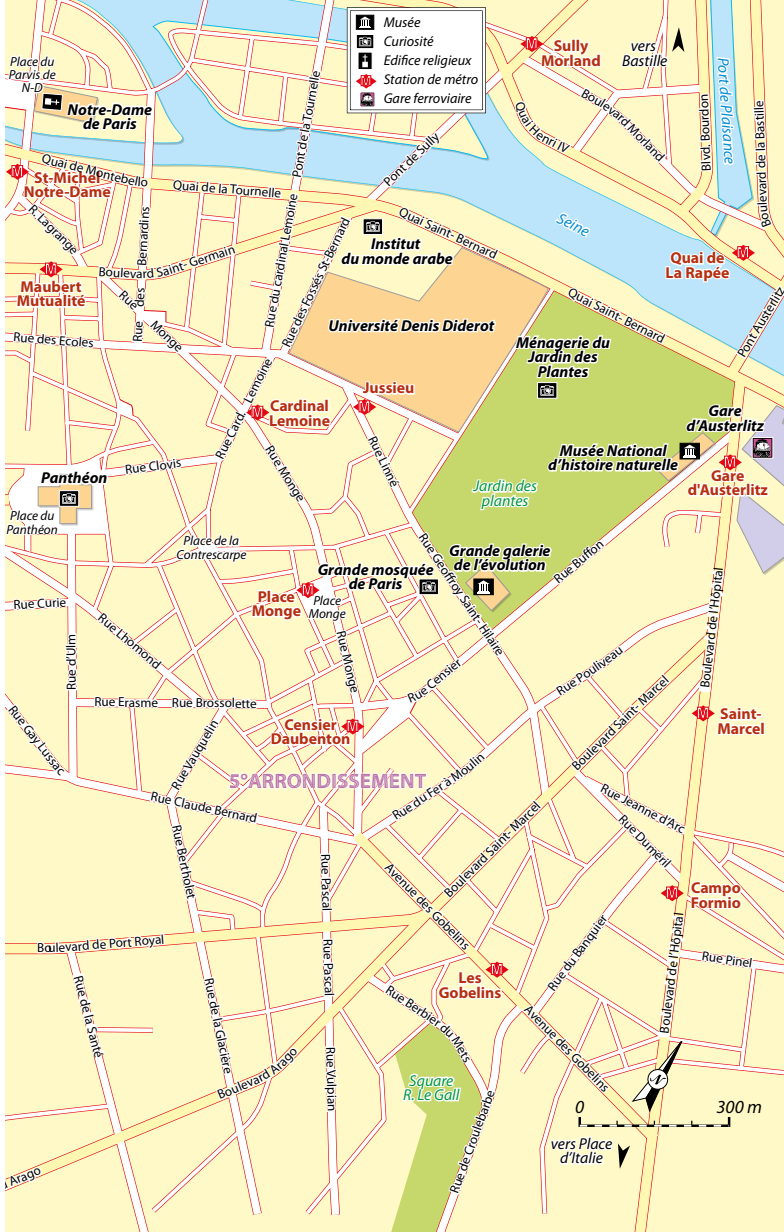 Musée
Curiosité
Edifice religieux
Station de métro
Gare ferroviaire
Place du
Parvis de
N-D
Notre-Dame
de Paris
Sully
Morland
vers
Bastille
Port de Plaisance
Boulevard Morland
Blvd. Bourdon
Boulevard de la Bastille
Quai Henri IV
Pont de la Tournelle
Pont de Sully
St-Michel
Notre-Dame
Quai de Montebello
Quai de la Tournelle
R. Lagrange
Rue des Bernardins
Quai Saint- Bernard
Seine
Institut
du monde arabe
Quai de
La Rapée
Maubert
Mutualité
Boulevard Saint- Germain
Rue du cardinal Lemoine
Rue des Fossés St-Bernard
Quai Saint- Bernard
Pont Austerlitz
Rue Monge
Rue des Ecoles
Université Denis Diderot
Ménagerie du
Jardin des
Plantes
Jussieu
Cardinal
Lemoine
Rue Card. Lemoine
Gare
d'Austerlitz
Musée National
d'histoire naturelle
Rue Linné
Rue Monge
Rue Clovis
Panthéon
Place du
Panthéon
Jardin des
plantes
Gare
d'Austerlitz
Place de la
Contrescarpe
Rue Geoffroy Saint- Hilaire
Grande galerie
de l'évolution
Grande mosquée
de Paris
Rue Buffon
Place
Monge
Place
Monge
Rue Curie
Rue Lhomond
Rue d'Ulm
Rue Monge
Boulevard de l'Hôpital
Rue Censier
Rue Pouliveau
Rue Erasme
Rue Brossolette
Rue Gay Lussac
Rue Vauquelin
Censier
Daubenton
Boulevard Saint- Marcel
Saint-
Marcel
5°ARRONDISSEMENT
Rue du Fer à Moulin
Rue Claude Bernard
Rue Jeanne d'Arc
Rue Duméril
Rue Bertholet
Rue Pascal
Boulevard Saint- Marcel
Avenue des Gobelins
Campo
Formio
Boulevard de Port Royal
Rue Pascal
Rue du Banquier
Boulevard de l'Hôpital
Rue Pinel
Les
Gobelins
Rue de la Santé
Rue de la Glacière
Rue Berbier du Mets
Avenue des Gobelins
Rue Vulpian
Boulevard Arago
Square
R. Le Gall
Rue de Croulebarbe
N
0 300 m
vers Place
d'Italie
Arago